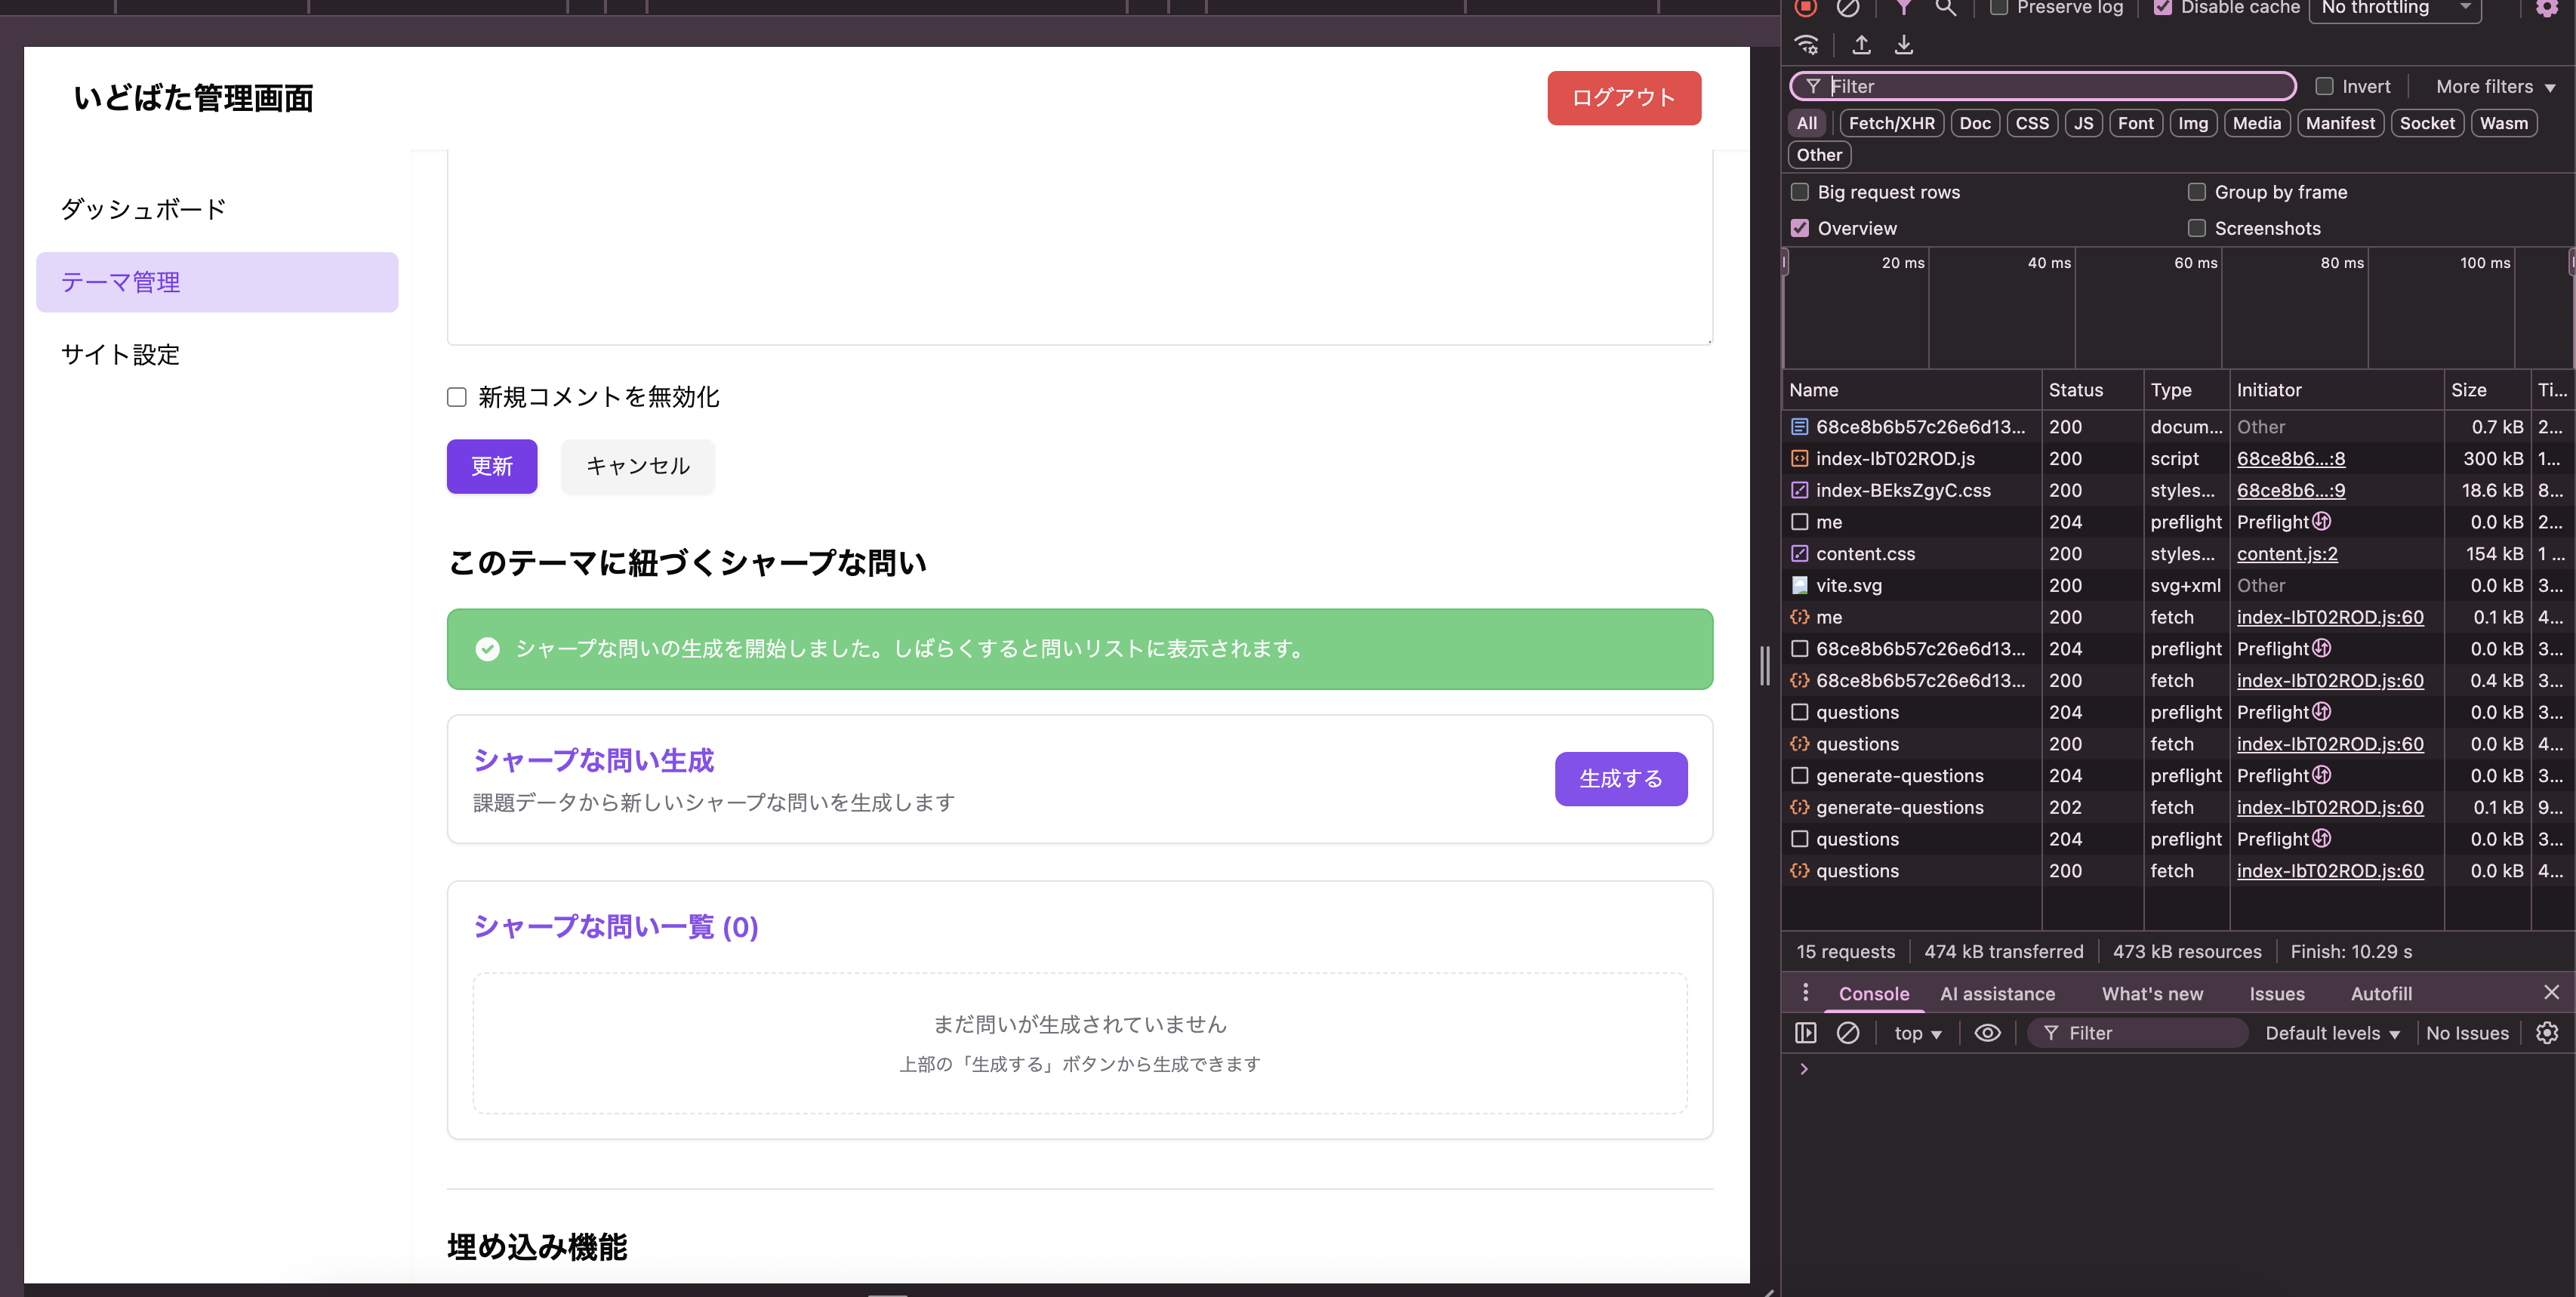 いどばた管理画面
ログアウト
ダッシュボード
テーマ管理
サイト設定
新規コメントを無効化
更新
キャンセル
このテーマに紐づくシャープな問い
シャープな問いの生成を開始しました。しばらくすると問いリストに表示されます。
シャープな問い生成
課題データから新しいシャープな問いを生成します
生成する
シャープな問い一覧 (0)
まだ問いが生成されていません
上部の「生成する」ボタンから生成できます
埋め込み機能
Preserve log Disable cache No throttling
Filter Invert More filters
All Fetch/XHR Doc CSS JS Font Img Media Manifest Socket Wasm
Other
Big request rows Group by frame
Overview Screenshots
20 ms 40 ms 60 ms 80 ms 100 ms
Name Status Type Initiator Size Ti...
68ce8b6b57c26e6d13... 200 docum... Other 0.7 kB 2...
index-IbT02ROD.js 200 script 68ce8b6...:8 300 kB 1...
index-BEksZgyC.css 200 styles... 68ce8b6...:9 18.6 kB 8...
me 204 preflight Preflight 0.0 kB 2...
content.css 200 styles... content.js:2 154 kB 1 ...
vite.svg 200 svg+xml Other 0.0 kB 3...
me 200 fetch index-IbT02ROD.js:60 0.1 kB 4...
68ce8b6b57c26e6d13... 204 preflight Preflight 0.0 kB 3...
68ce8b6b57c26e6d13... 200 fetch index-IbT02ROD.js:60 0.4 kB 3...
questions 204 preflight Preflight 0.0 kB 3...
questions 200 fetch index-IbT02ROD.js:60 0.0 kB 4...
generate-questions 204 preflight Preflight 0.0 kB 3...
generate-questions 202 fetch index-IbT02ROD.js:60 0.1 kB 9...
questions 204 preflight Preflight 0.0 kB 3...
questions 200 fetch index-IbT02ROD.js:60 0.0 kB 4...
15 requests 474 kB transferred 473 kB resources Finish: 10.29 s
Console AI assistance What's new Issues Autofill
top Filter Default levels No Issues